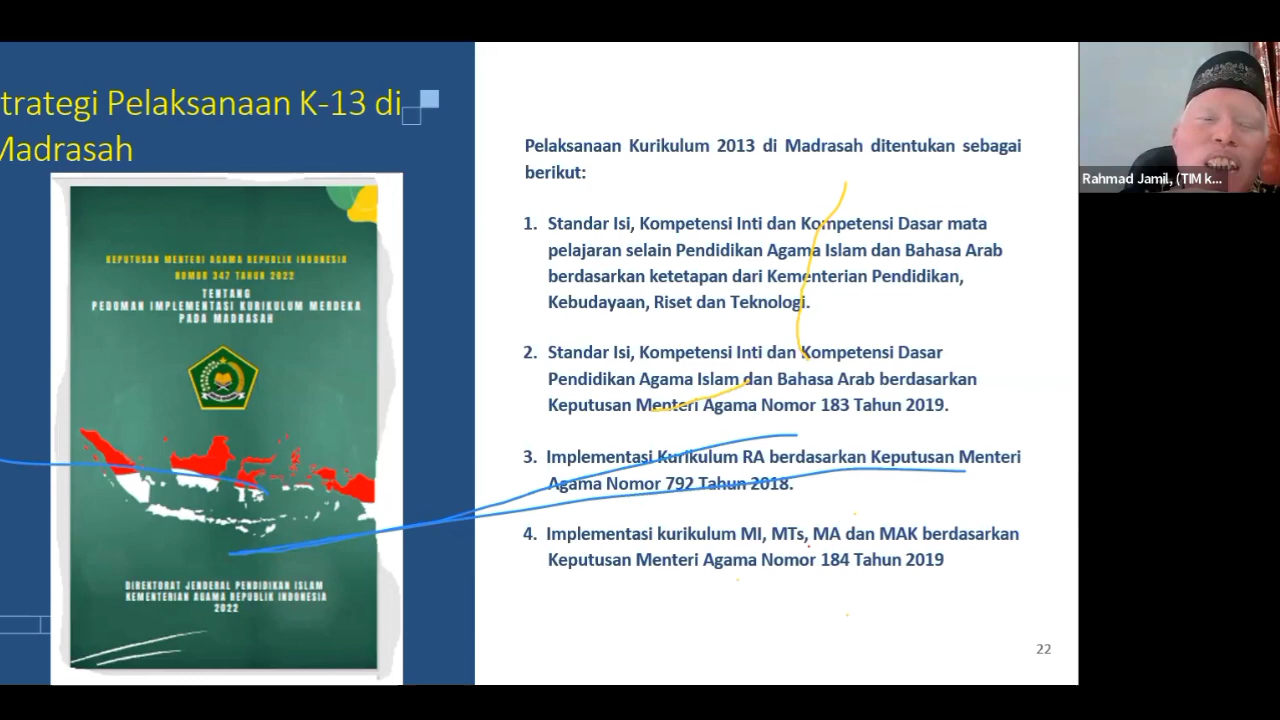 trategi Pelaksanaan K-13 di
Madrasah
KEPUTUSAN MENTERI AGAMA REPUBLIK INDONESIA
NOMOR 347 TAHUN 2022
TENTANG
PEDOMAN IMPLEMENTASI KURIKULUM MERDEKA
PADA MADRASAH
DIREKTORAT JENDERAL PENDIDIKAN ISLAM
KEMENTERIAN AGAMA REPUBLIK INDONESIA
2022
Pelaksanaan Kurikulum 2013 di Madrasah ditentukan sebagai
berikut:
1. Standar Isi, Kompetensi Inti dan Kompetensi Dasar mata
pelajaran selain Pendidikan Agama Islam dan Bahasa Arab
berdasarkan ketetapan dari Kementerian Pendidikan,
Kebudayaan, Riset dan Teknologi.
2. Standar Isi, Kompetensi Inti dan Kompetensi Dasar
Pendidikan Agama Islam dan Bahasa Arab berdasarkan
Keputusan Menteri Agama Nomor 183 Tahun 2019.
3. Implementasi Kurikulum RA berdasarkan Keputusan Menteri
Agama Nomor 792 Tahun 2018.
4. Implementasi kurikulum MI, MTs, MA dan MAK berdasarkan
Keputusan Menteri Agama Nomor 184 Tahun 2019
22
Rahmad Jamil, (TIM k...